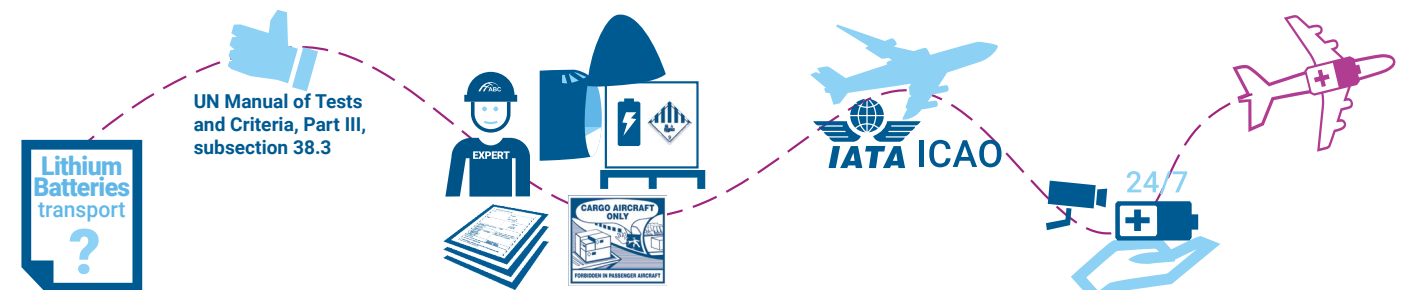 Lithium
Batteries
transport
?
UN Manual of Tests
and Criteria, Part III,
subsection 38.3
ABC
EXPERT
CARGO AIRCRAFT
ONLY
FORBIDDEN IN PASSENGER AIRCRAFT
IATA ICAO
24/7